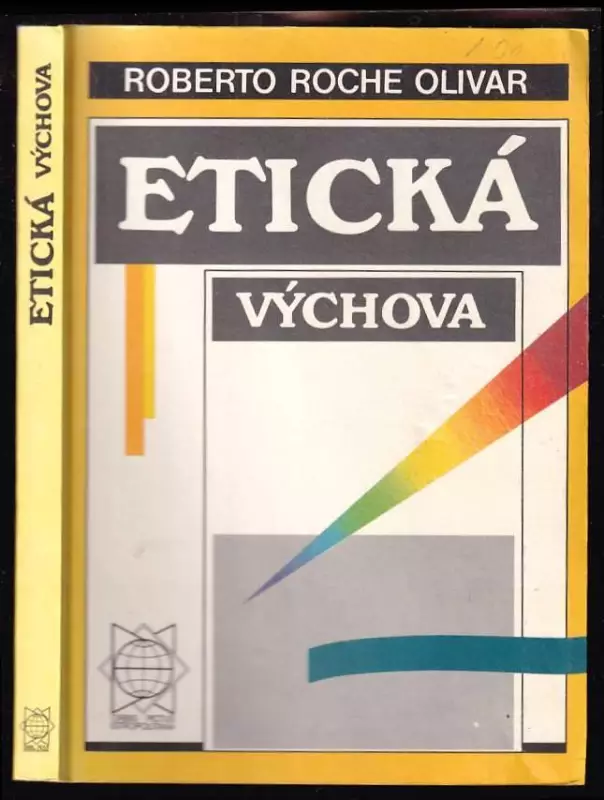 ROBERTO ROCHE OLIVAR
ETICKÁ
VÝCHOVA
ETICKÁ VÝCHOVA